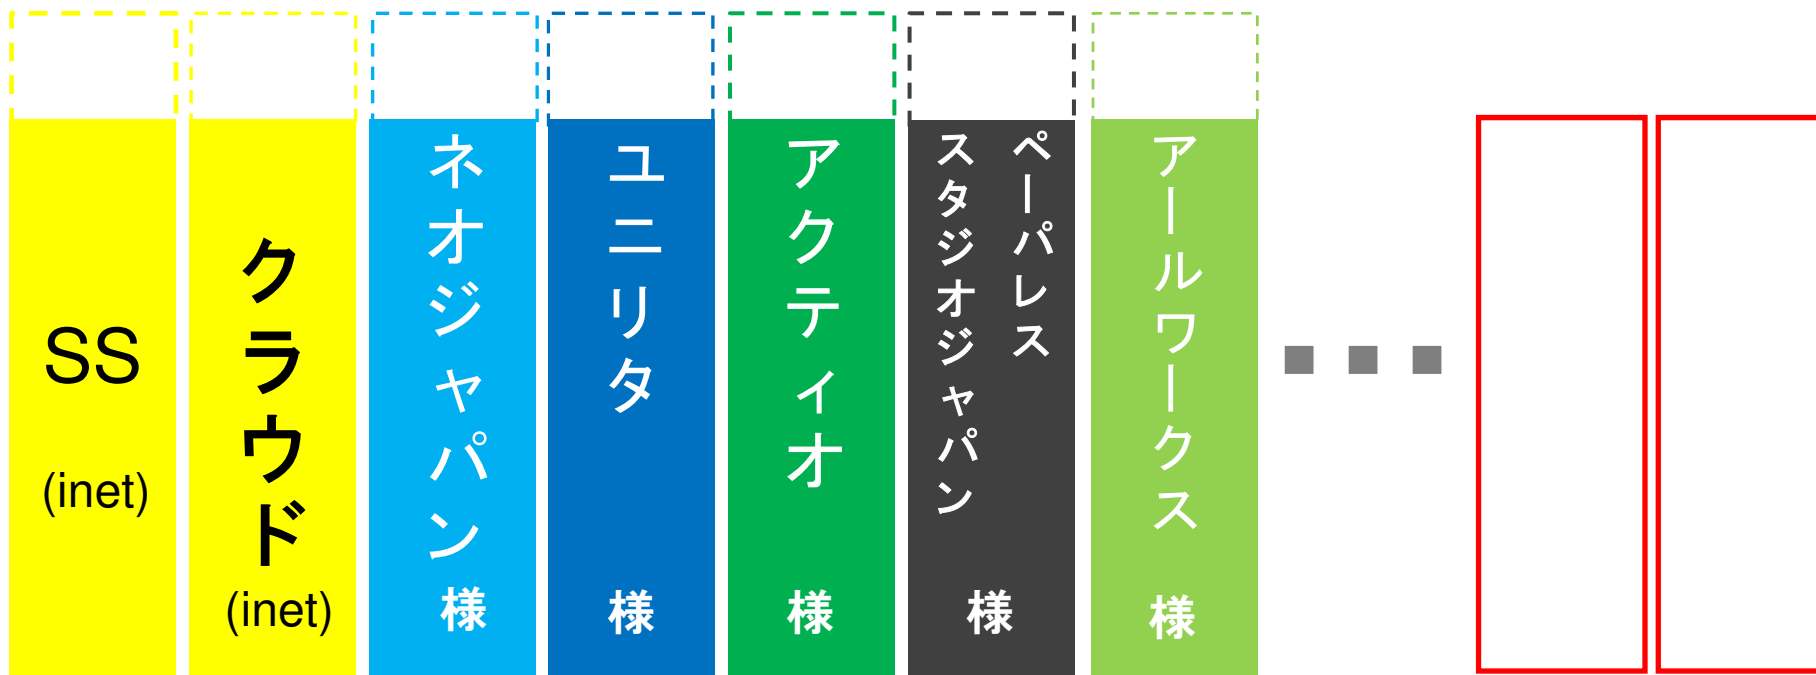 SS
(inet)
クラウド
(inet)
ネオジャパン
様
ユニリタ
様
アクティオ
様
ペーパレス
スタジオジャパン
様
アールワークス
様